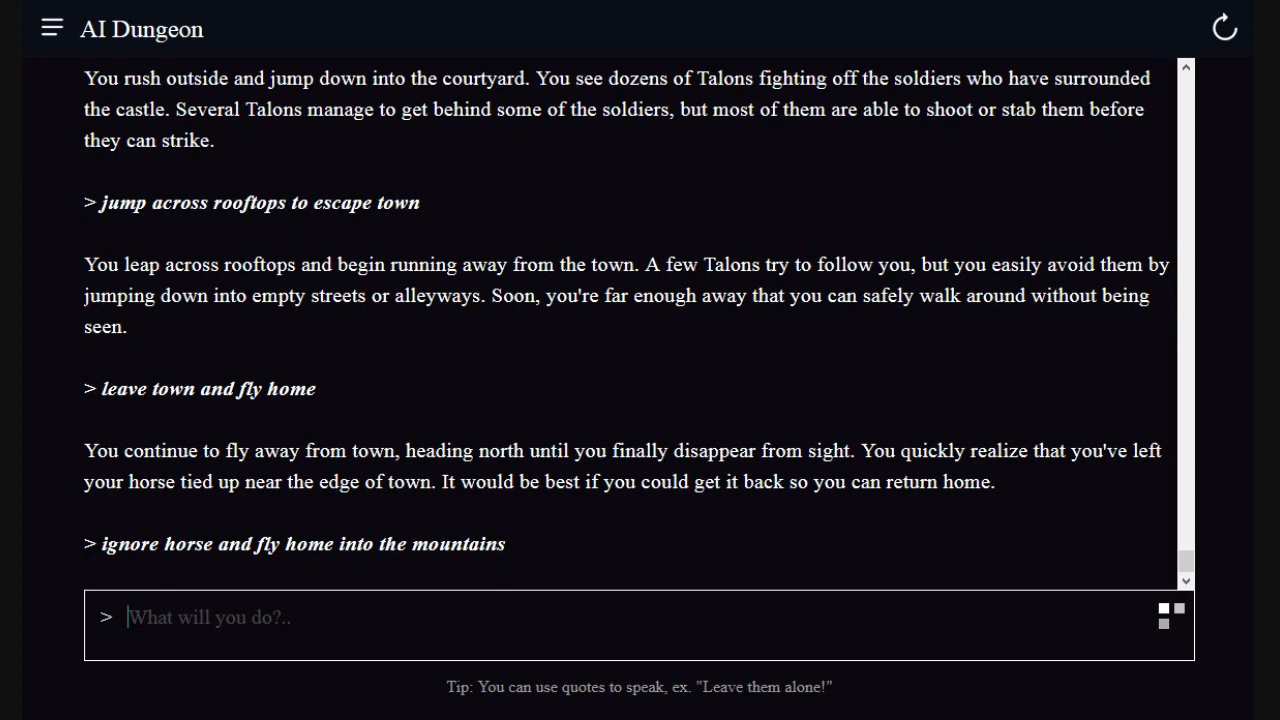 AI Dungeon
You rush outside and jump down into the courtyard. You see dozens of Talons fighting off the soldiers who have surrounded
the castle. Several Talons manage to get behind some of the soldiers, but most of them are able to shoot or stab them before
they can strike.
> jump across rooftops to escape town
You leap across rooftops and begin running away from the town. A few Talons try to follow you, but you easily avoid them by
jumping down into empty streets or alleyways. Soon, you're far enough away that you can safely walk around without being
seen.
> leave town and fly home
You continue to fly away from town, heading north until you finally disappear from sight. You quickly realize that you've left
your horse tied up near the edge of town. It would be best if you could get it back so you can return home.
> ignore horse and fly home into the mountains
> What will you do?..
Tip: You can use quotes to speak, ex. "Leave them alone!"